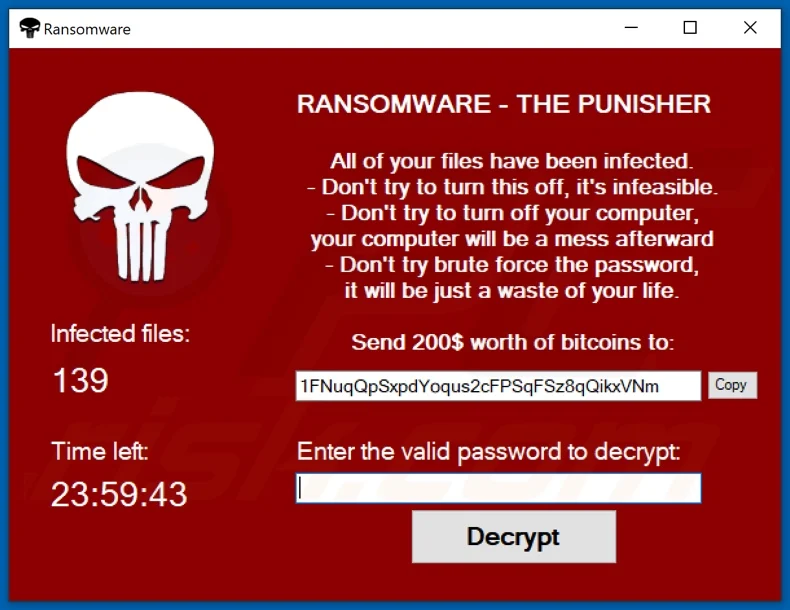 Ransomware
RANSOMWARE - THE PUNISHER
All of your files have been infected.
- Don't try to turn this off, it's infeasible.
- Don't try to turn off your computer,
your computer will be a mess afterward
- Don't try brute force the password,
it will be just a waste of your life.
Infected files:
139
Send 200$ worth of bitcoins to:
1FNuqQpSxpdYoqus2cFPSqFSz8qQikxVNm
Copy
Time left:
23:59:43
Enter the valid password to decrypt:
Decrypt
risk.com